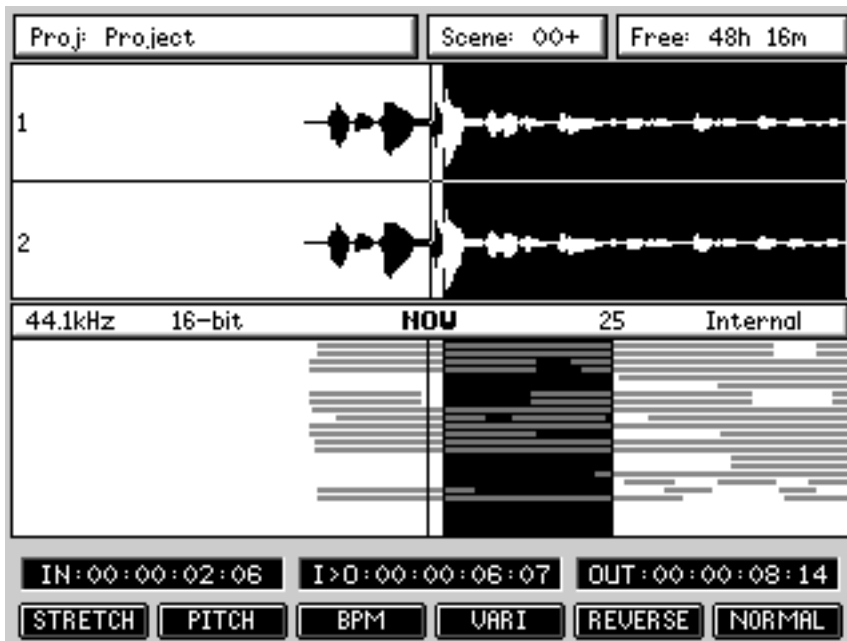 Proj: Project
Scene: 00+
Free: 48h 16m
1
2
44.1kHz 16-bit NOW 25 Internal
IN:00:00:02:06 I>O:00:00:06:07 OUT:00:00:08:14
STRETCH PITCH BPM VARI REVERSE NORMAL